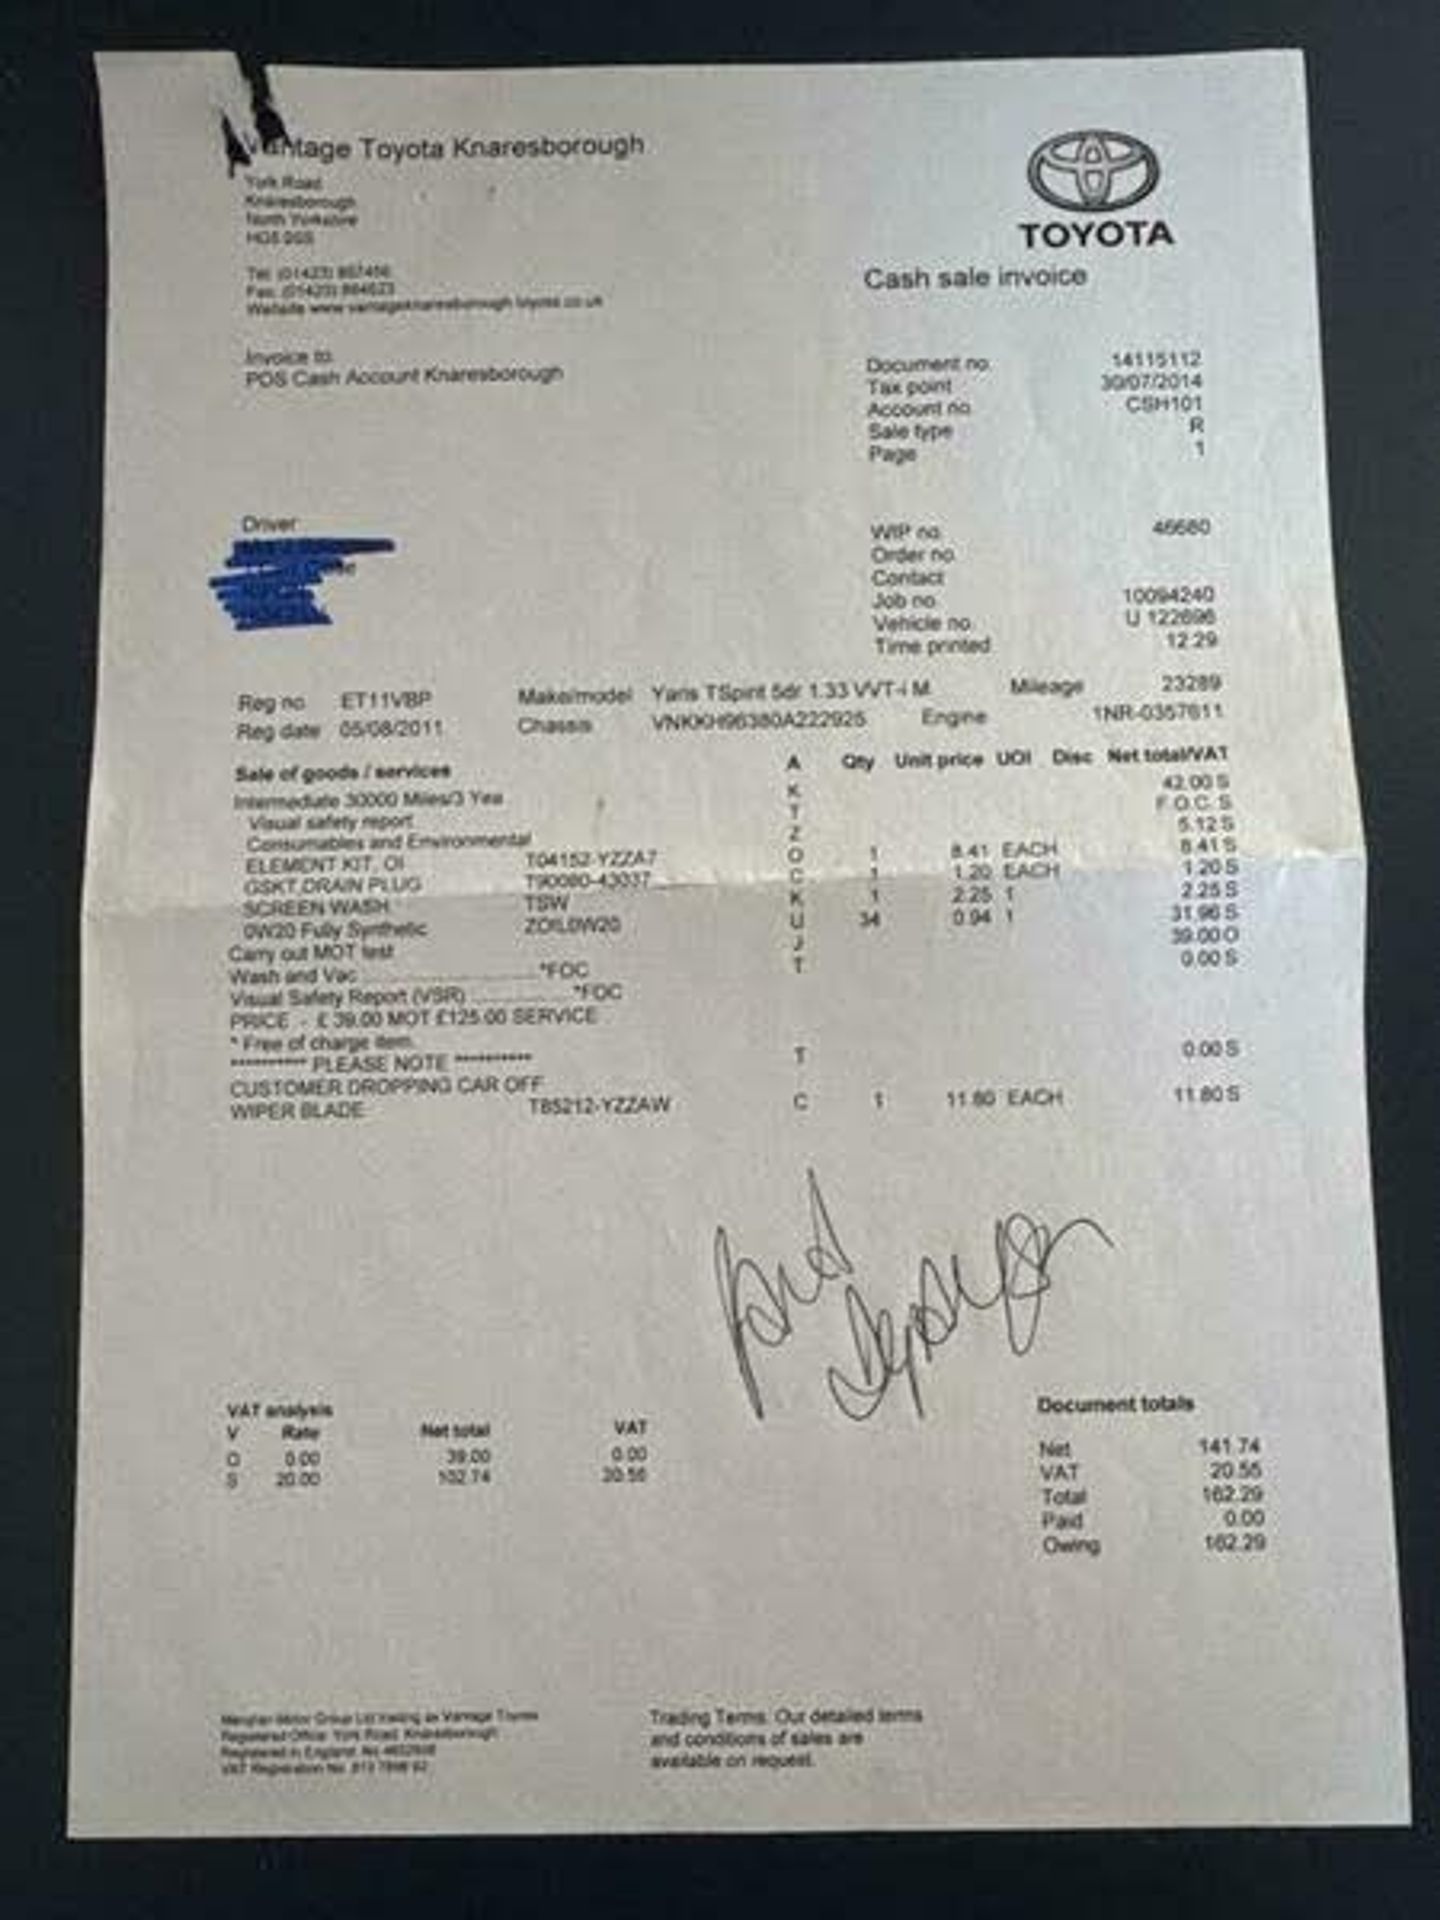 Vantage Toyota Knaresborough
York Road
Knaresborough
North Yorkshire
TOYOTA
Cash sale invoice
Invoice to
POS Cash Account Knaresborough
Document no. 14115112
Tax point 30/07/2014
Account no CSH101
Sale type R
Page 1
Driver
WIP no. 46680
Order no.
Contact
Job no. 10094240
Vehicle no. U 122696
Time printed 12:29
Reg no ET11VBP Make/model Yaris TSpirit 5dr 1.33 VVT-i M Mileage 23289
Reg date 05/08/2011 Chassis VNKKH96380A222925 Engine 1NR-0357611
Sale of goods / services A Qty Unit price UOI Disc Net total/VAT
Intermediate 30000 Miles/3 Yea K 42.00 S
Visual safety report T F.O.C. S
Consumables and Environmental Z 5.12 S
ELEMENT KIT, OI T04152-YZZA7 O 1 8.41 EACH 8.41 S
GSKT,DRAIN PLUG T90080-43037 C 1 1.20 EACH 1.20 S
SCREEN WASH TSW K 1 2.25 1 2.25 S
0W20 Fully Synthetic ZOIL0W20 U 34 0.94 1 31.96 S
Carry out MOT test J 39.00 O
Wash and Vac ........................ *FOC T 0.00 S
Visual Safety Report (VSR) .............. *FOC
PRICE - £ 39.00 MOT £125.00 SERVICE
* Free of charge item.
********** PLEASE NOTE ********** T 0.00 S
CUSTOMER DROPPING CAR OFF
WIPER BLADE T85212-YZZAW C 1 11.80 EACH 11.80 S
VAT analysis
V Rate Net total VAT
O 0.00 39.00 0.00
S 20.00 102.74 20.55
Document totals
Net 141.74
VAT 20.55
Total 162.29
Paid 0.00
Owing 162.29
Registered Office: York Road, Knaresborough
Trading Terms: Our detailed terms
and conditions of sales are
available on request.